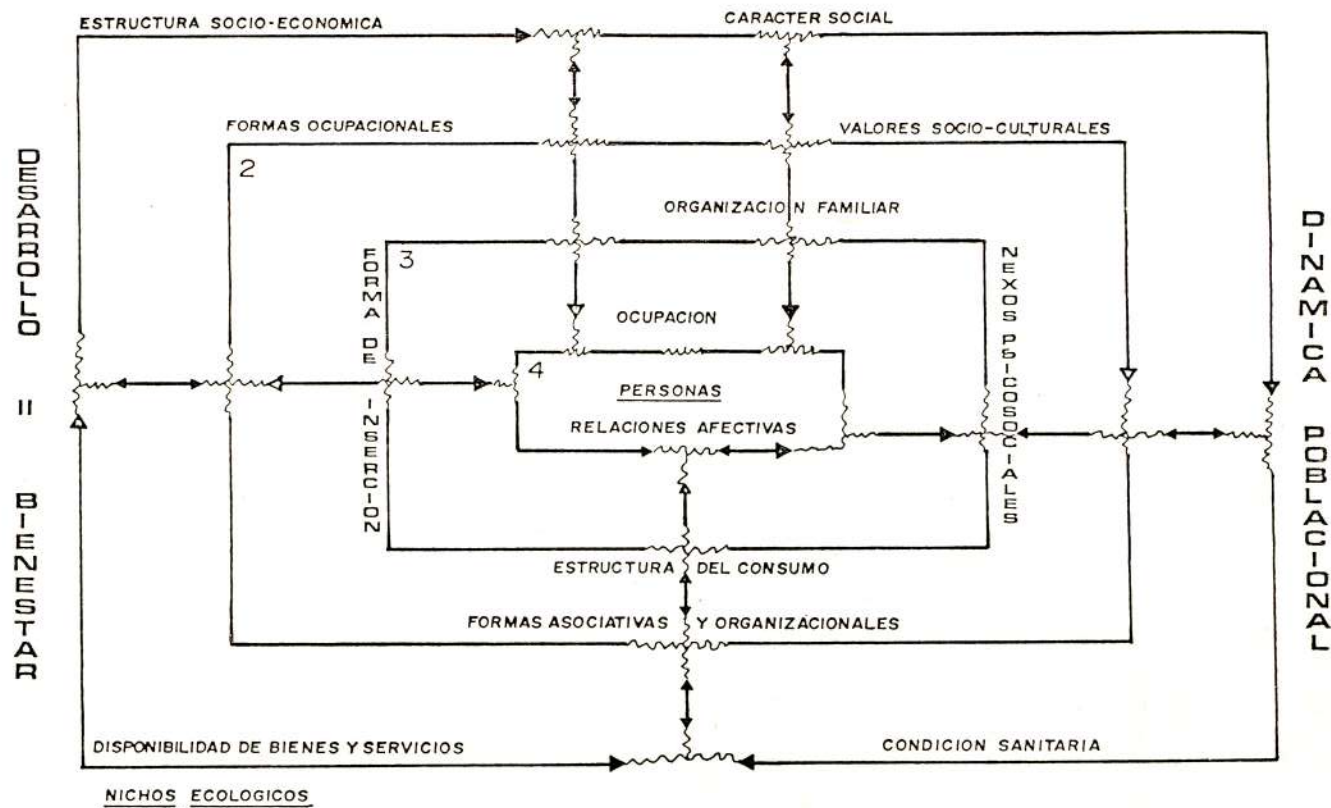 ESTRUCTURA SOCIO-ECONOMICA
CARACTER SOCIAL
FORMAS OCUPACIONALES
VALORES SOCIO-CULTURALES
2
ORGANIZACION FAMILIAR
3
OCUPACION
4
PERSONAS
RELACIONES AFECTIVAS
FORMA DE INSERCION
NEXOS PSICOSOCIALES
DESARROLLO II BIENESTAR
DINAMICA POBLACIONAL
ESTRUCTURA DEL CONSUMO
FORMAS ASOCIATIVAS Y ORGANIZACIONALES
DISPONIBILIDAD DE BIENES Y SERVICIOS
CONDICION SANITARIA
NICHOS ECOLOGICOS